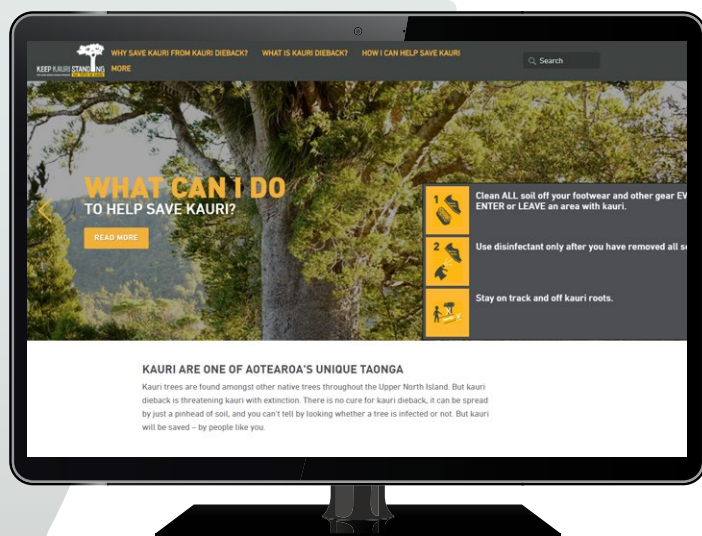 WHY SAVE KAURI FROM KAURI DIEBACK? WHAT IS KAURI DIEBACK? HOW I CAN HELP SAVE KAURI
Search
KEEP KAURI STANDING
MORE
WHAT CAN I DO
TO HELP SAVE KAURI?
READ MORE
1
Clean ALL soil off your footwear and other gear
ENTER or LEAVE an area with kauri.
2
Use disinfectant only after you have removed all
Stay on track and off kauri roots.
KAURI ARE ONE OF AOTEAROA'S UNIQUE TAONGA
Kauri trees are found amongst other native trees throughout the Upper North Island. But kauri
dieback is threatening kauri with extinction. There is no cure for kauri dieback, it can be spread
by just a pinhead of soil, and you can't tell by looking whether a tree is infected or not. But kauri
will be saved – by people like you.